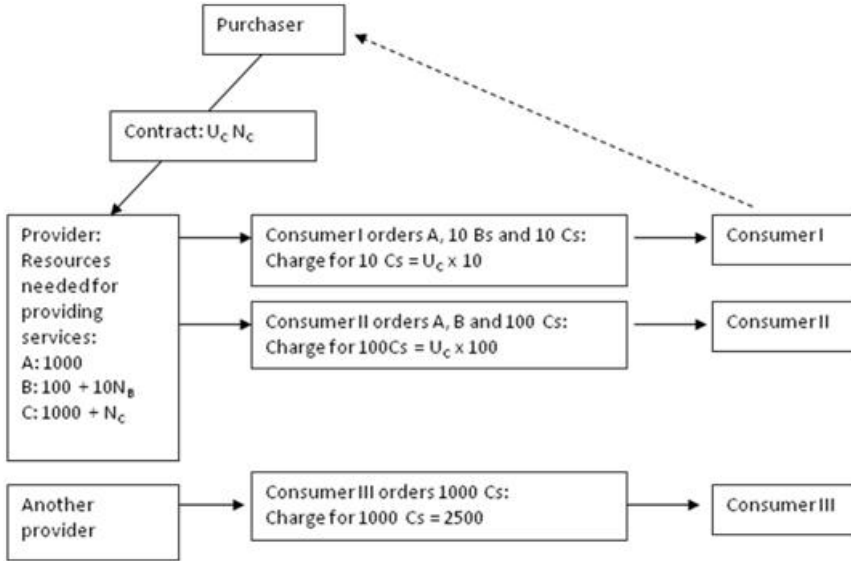 Purchaser
Contract: U_C N_C
Provider:
Resources
needed for
providing
services:
A: 1000
B: 100 + 10N_B
C: 1000 + N_C
Consumer I orders A, 10 Bs and 10 Cs:
Charge for 10 Cs = U_C x 10
Consumer I
Consumer II orders A, B and 100 Cs:
Charge for 100Cs = U_C x 100
Consumer II
Another
provider
Consumer III orders 1000 Cs:
Charge for 1000 Cs = 2500
Consumer III